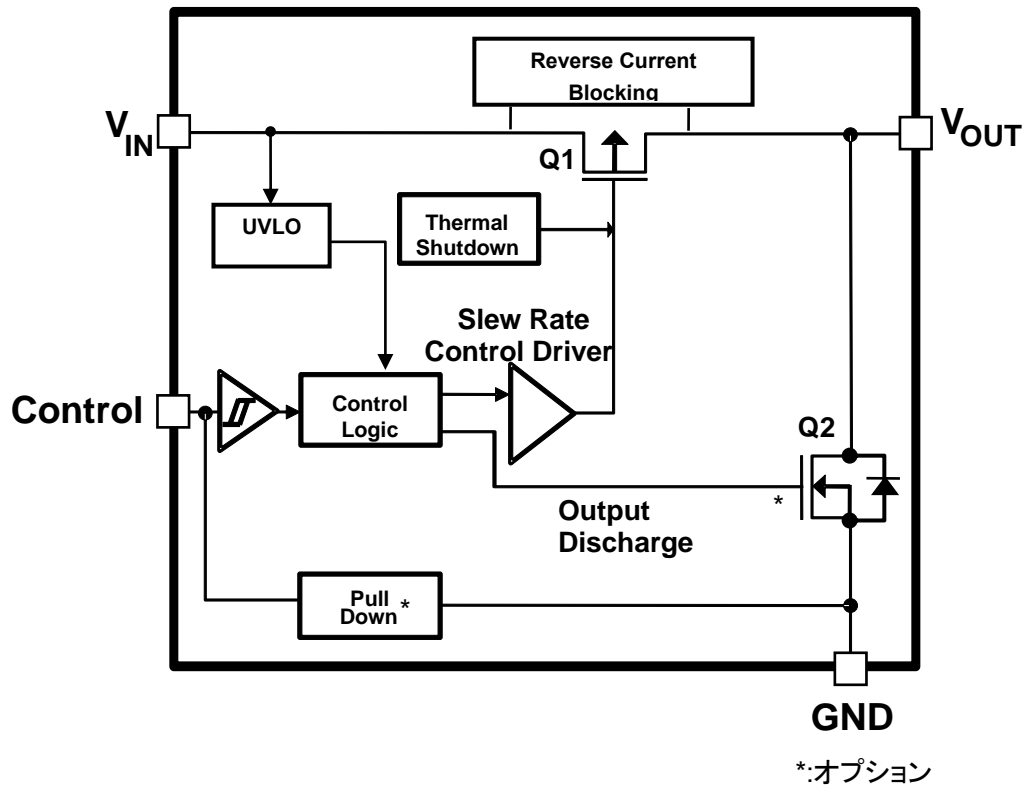 Reverse Current
Blocking
VIN
VOUT
Q1
UVLO
Thermal
Shutdown
Slew Rate
Control Driver
Control
Control
Logic
Q2
*
Output
Discharge
Pull
Down *
GND
*:オプション